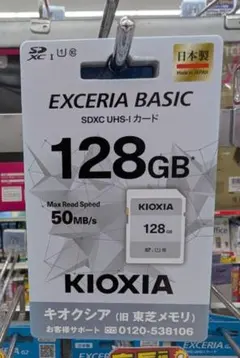 SDXC I U1 ⑩
日本製
Made in JAPAN
EXCERIA BASIC
SDXC UHS-I カード
128GB*
Max Read Speed
50MB/s
KIOXIA
128GB
KIOXIA
キオクシア（旧 東芝メモリ）
お客様サポート 0120-538106